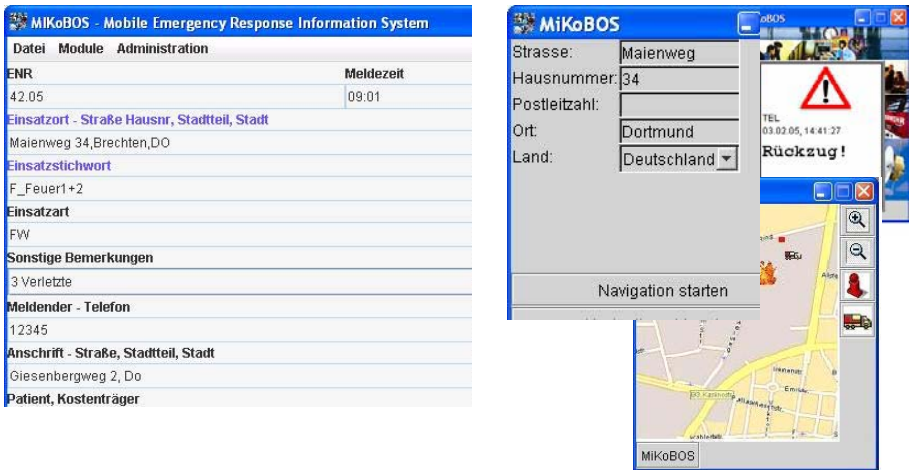 MIKoBOS - Mobile Emergency Response Information System
Datei Module Administration
ENR Meldezeit
42.05 09:01
Einsatzort - Straße Hausnr, Stadtteil, Stadt
Maienweg 34,Brechten,DO
Einsatzstichwort
F_Feuer1+2
Einsatzart
FW
Sonstige Bemerkungen
3 Verletzte
Meldender - Telefon
12345
Anschrift - Straße, Stadtteil, Stadt
Giesenbergweg 2, Do
Patient, Kostenträger
MiKoBOS
Strasse: Maienweg
Hausnummer: 34
Postleitzahl:
Ort: Dortmund
Land: Deutschland
Navigation starten
oBOS
TEL
03.02.05, 14:41:27
Rückzug!
MiKoBOS